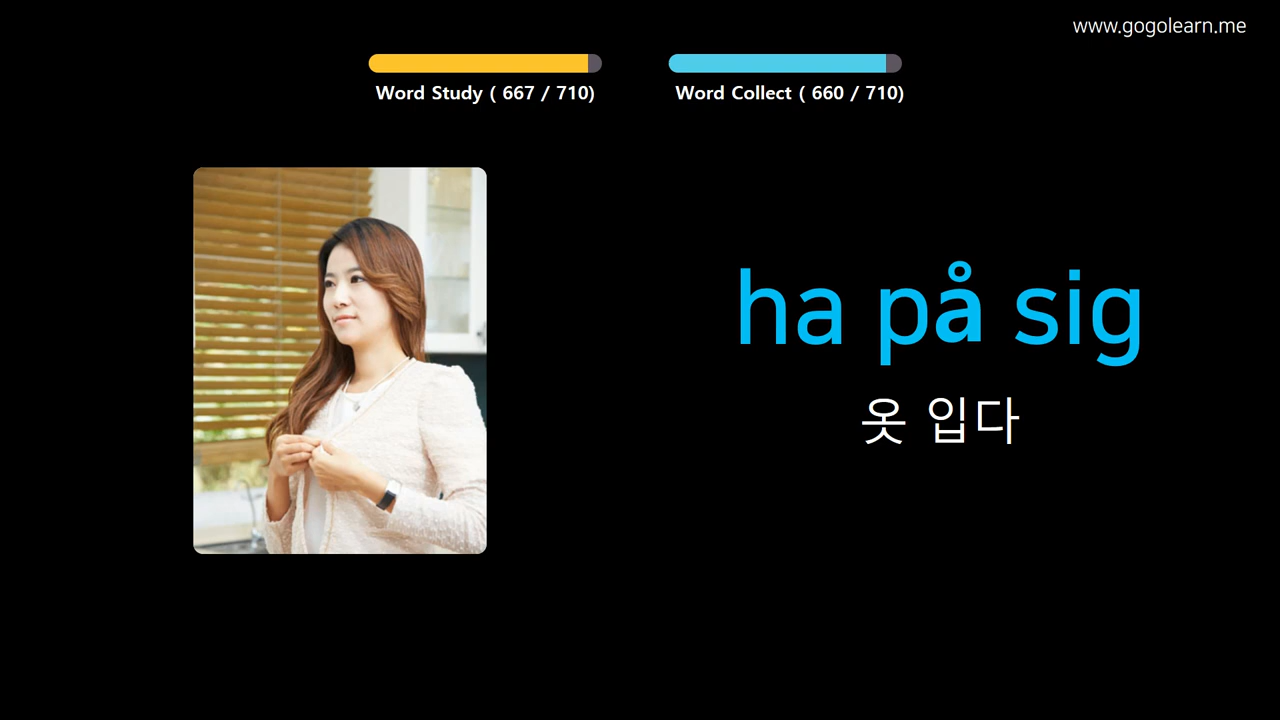 www.gogolearn.me
Word Study ( 667 / 710)
Word Collect ( 660 / 710)
ha på sig
옷 입다